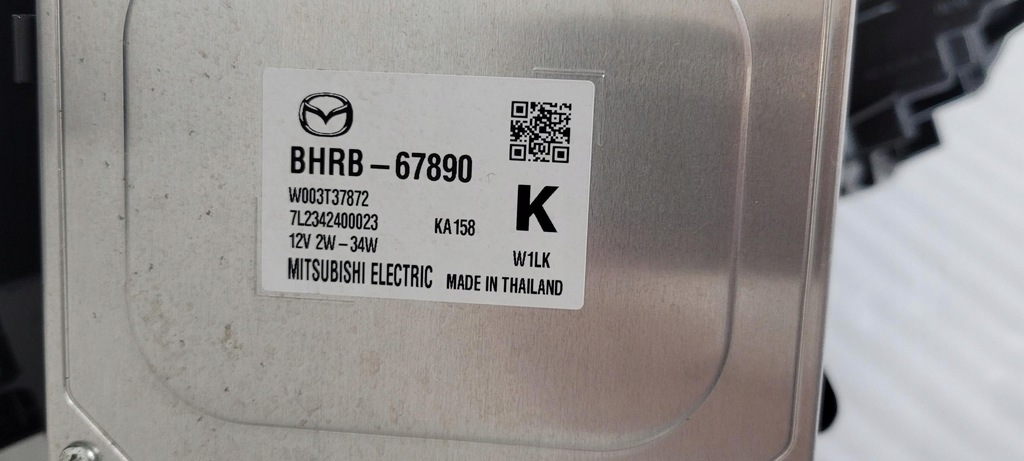 BHRB-67890
W003T37872
7L2342400023 KA158
12V 2W-34W
K
W1LK
MITSUBISHI ELECTRIC MADE IN THAILAND